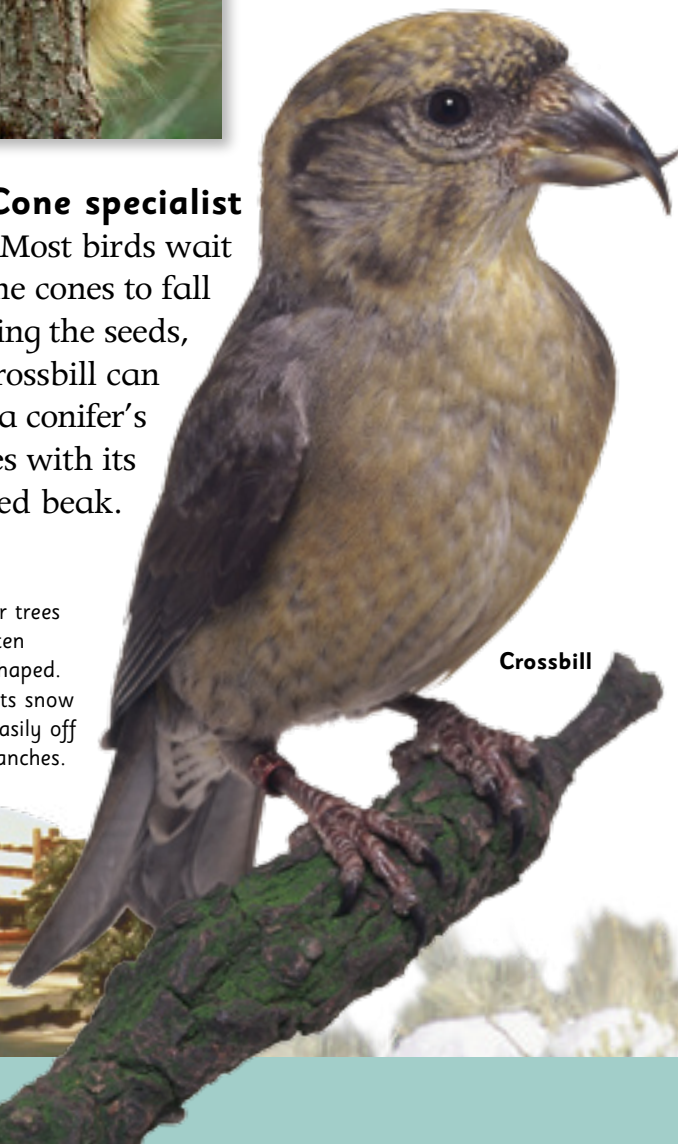 Cone specialist
Most birds wait
ne cones to fall
ing the seeds,
rossbill can
a conifer's
es with its
ed beak.
r trees
ten
haped.
ts snow
asily off
anches.
Crossbill